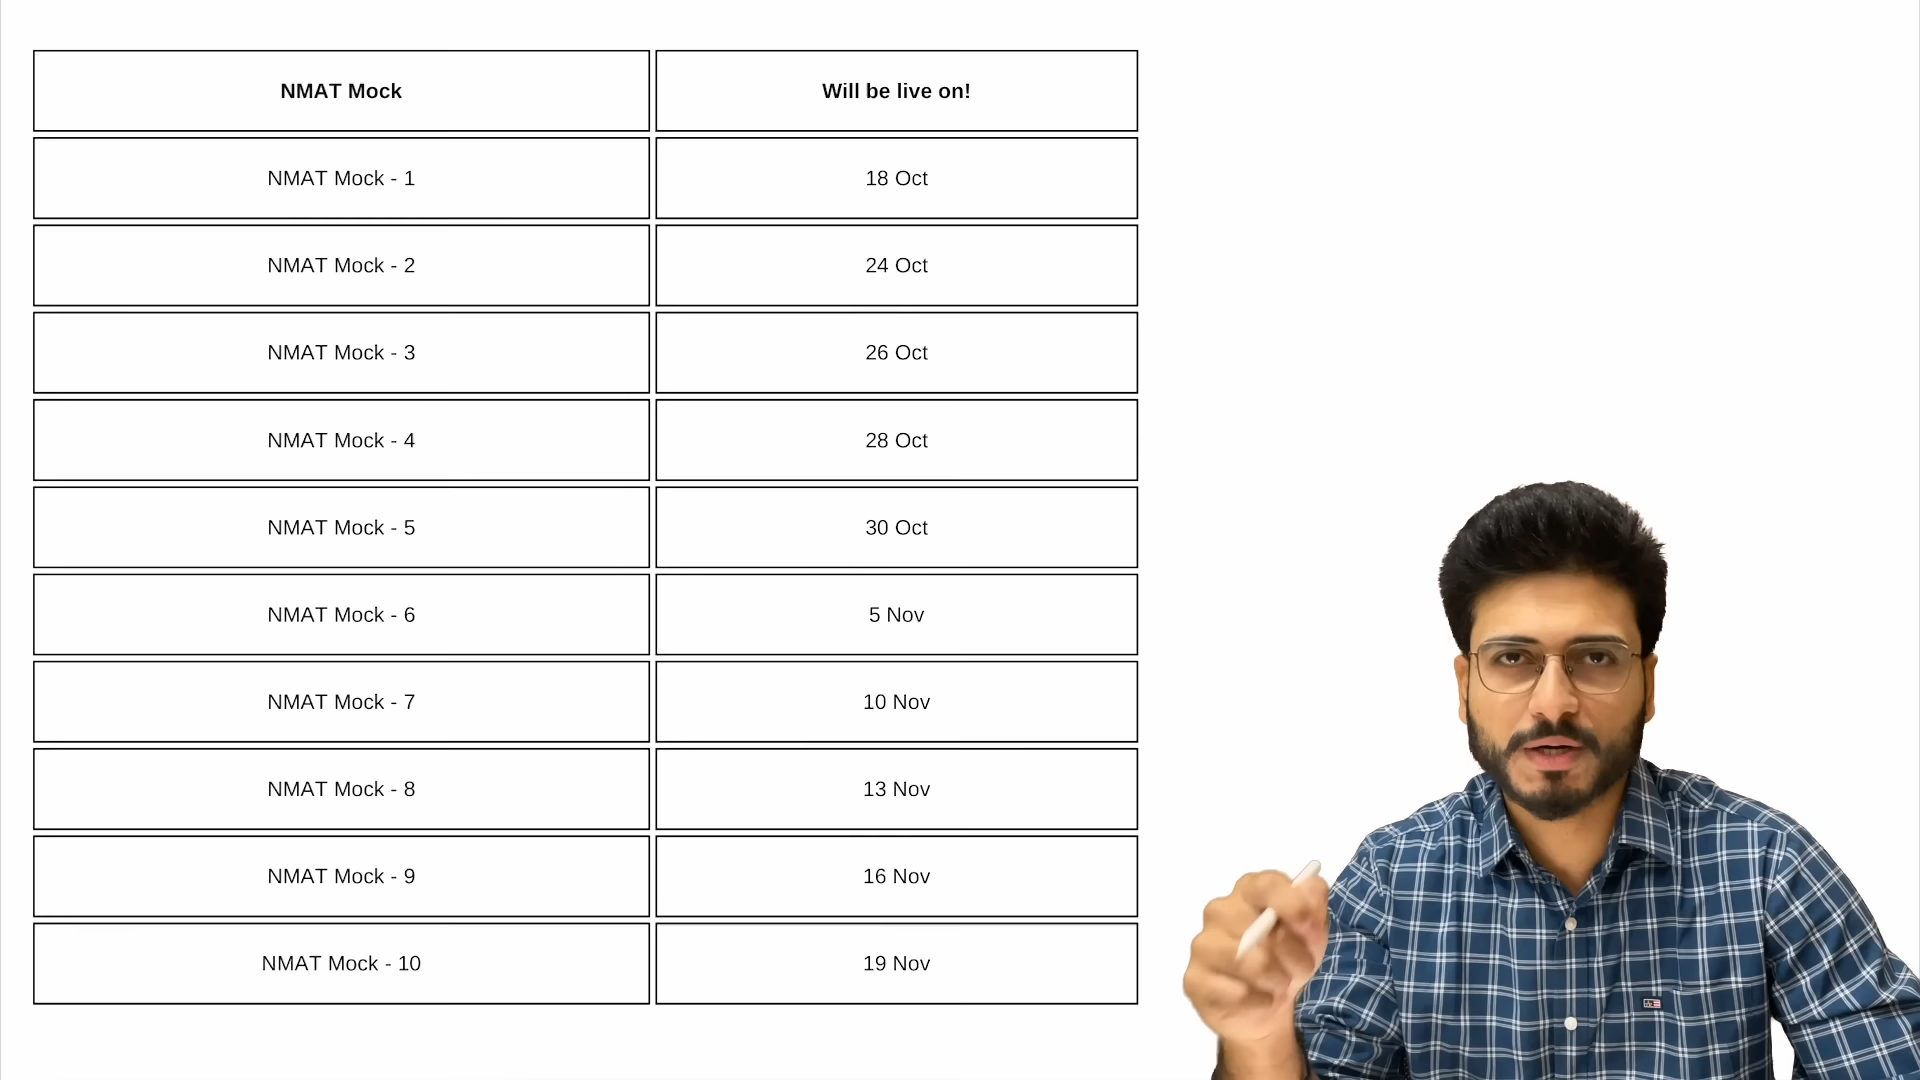 NMAT Mock Will be live on!
NMAT Mock - 1 18 Oct
NMAT Mock - 2 24 Oct
NMAT Mock - 3 26 Oct
NMAT Mock - 4 28 Oct
NMAT Mock - 5 30 Oct
NMAT Mock - 6 5 Nov
NMAT Mock - 7 10 Nov
NMAT Mock - 8 13 Nov
NMAT Mock - 9 16 Nov
NMAT Mock - 10 19 Nov